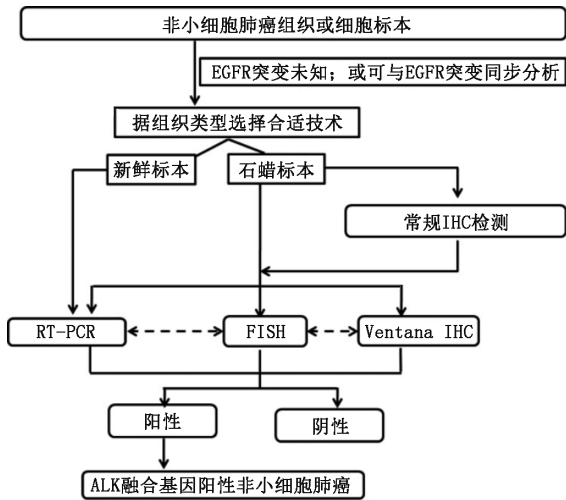 非小细胞肺癌组织或细胞标本
EGFR突变未知；或可与EGFR突变同步分析
据组织类型选择合适技术
新鲜标本
石蜡标本
常规IHC检测
RT-PCR
FISH
Ventana IHC
阳性
阴性
ALK融合基因阳性非小细胞肺癌